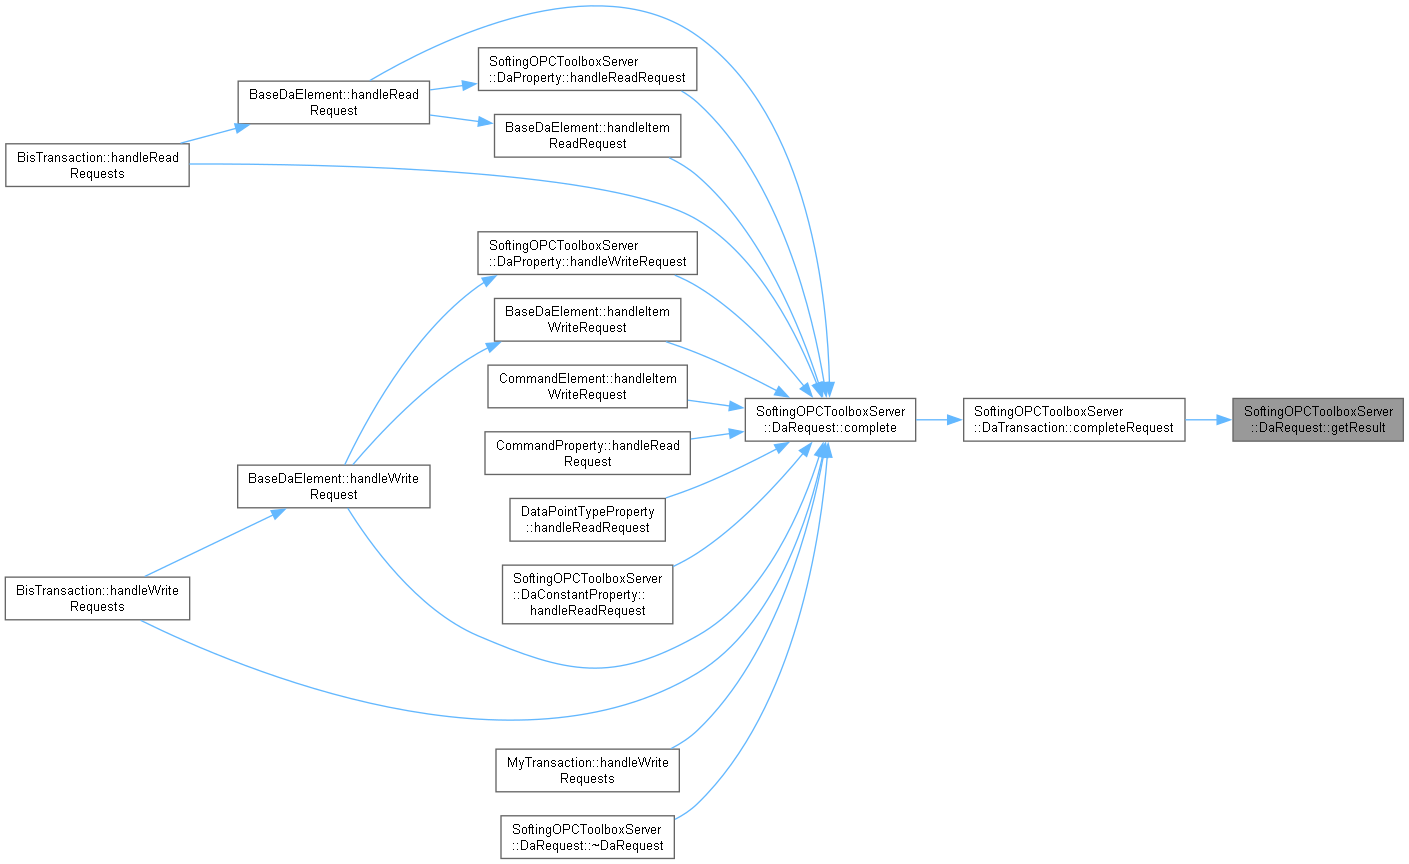 SoftingOPCToolboxServer
::DaProperty::handleReadRequest
BaseDaElement::handleRead
Request
BaseDaElement::handleItem
ReadRequest
BisTransaction::handleRead
Requests
SoftingOPCToolboxServer
::DaProperty::handleWriteRequest
BaseDaElement::handleItem
WriteRequest
CommandElement::handleItem
WriteRequest
SoftingOPCToolboxServer
::DaRequest::complete
SoftingOPCToolboxServer
::DaTransaction::completeRequest
SoftingOPCToolboxServer
::DaRequest::getResult
CommandProperty::handleRead
Request
BaseDaElement::handleWrite
Request
DataPointTypeProperty
::handleReadRequest
SoftingOPCToolboxServer
::DaConstantProperty::
handleReadRequest
BisTransaction::handleWrite
Requests
MyTransaction::handleWrite
Requests
SoftingOPCToolboxServer
::DaRequest::~DaRequest